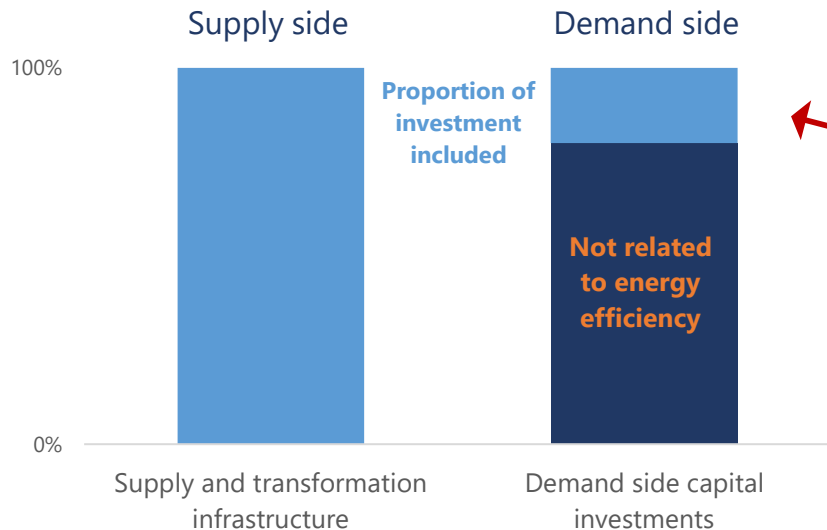 Supply side
Demand side
100%
Proportion of
investment
included
Not related
to energy
efficiency
0%
Supply and transformation
infrastructure
Demand side capital
investments